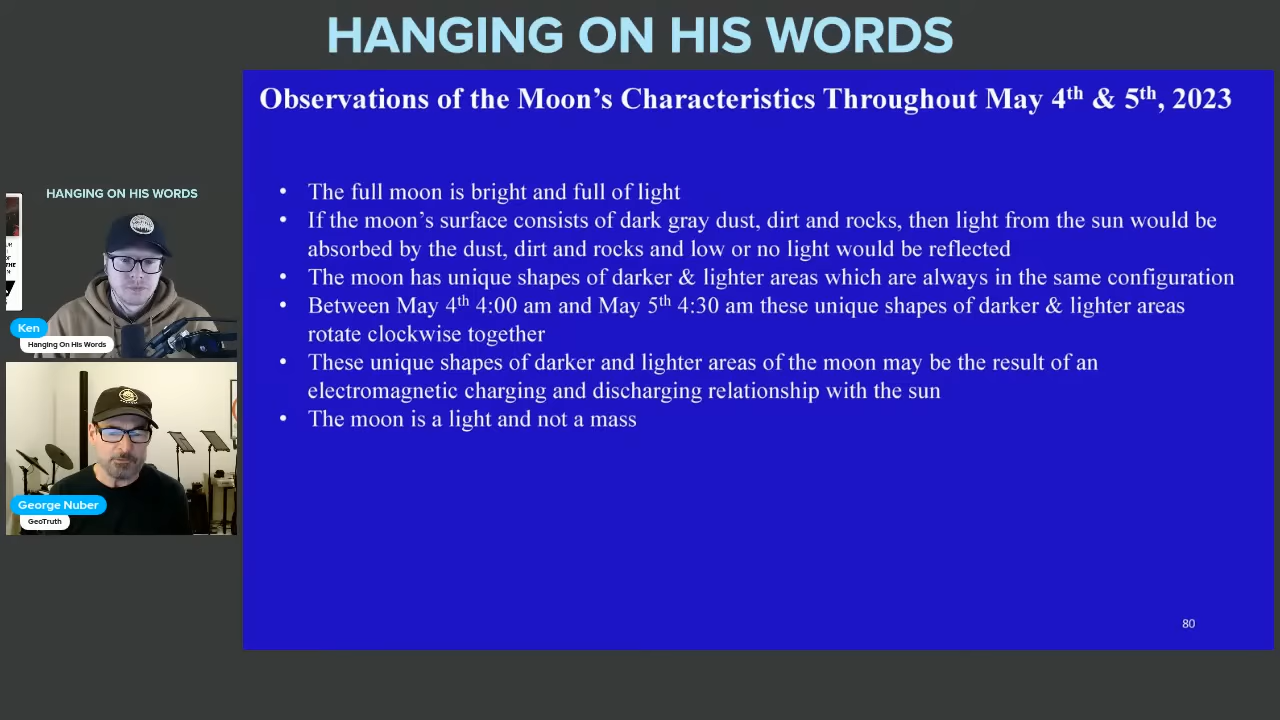 HANGING ON HIS WORDS
Observations of the Moon's Characteristics Throughout May 4th & 5th, 2023
• The full moon is bright and full of light
• If the moon's surface consists of dark gray dust, dirt and rocks, then light from the sun would be
absorbed by the dust, dirt and rocks and low or no light would be reflected
• The moon has unique shapes of darker & lighter areas which are always in the same configuration
• Between May 4th 4:00 am and May 5th 4:30 am these unique shapes of darker & lighter areas
rotate clockwise together
• These unique shapes of darker and lighter areas of the moon may be the result of an
electromagnetic charging and discharging relationship with the sun
• The moon is a light and not a mass
80
HANGING ON HIS WORDS
Ken
Hanging On His Words
George Nuber
GeoTruth